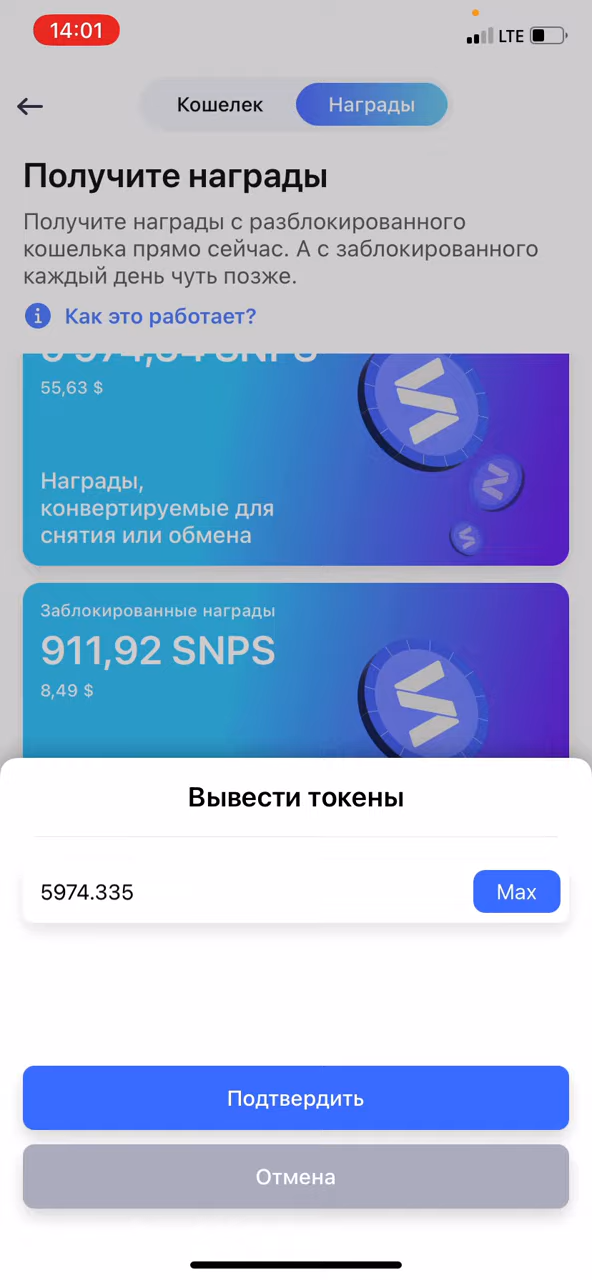 14:01
LTE
Кошелек
Награды
Получите награды
Получите награды с разблокированного
кошелька прямо сейчас. А с заблокированного
каждый день чуть позже.
Как это работает?
SNPS
55,63 $
Награды,
конвертируемые для
снятия или обмена
Заблокированные награды
911,92 SNPS
8,49 $
Вывести токены
5974.335
Max
Подтвердить
Отмена